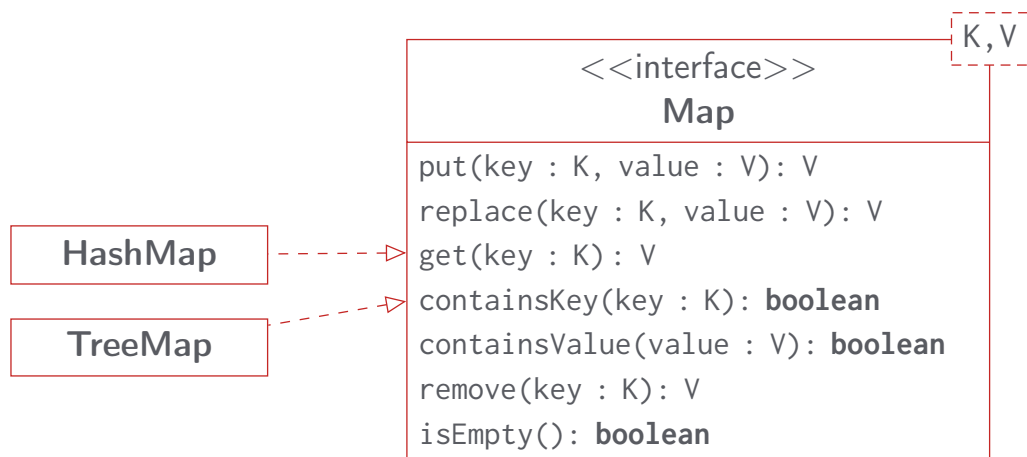 K,V
<<interface>>
Map
put(key : K, value : V): V
replace(key : K, value : V): V
get(key : K): V
containsKey(key : K): boolean
containsValue(value : V): boolean
remove(key : K): V
isEmpty(): boolean
HashMap
TreeMap